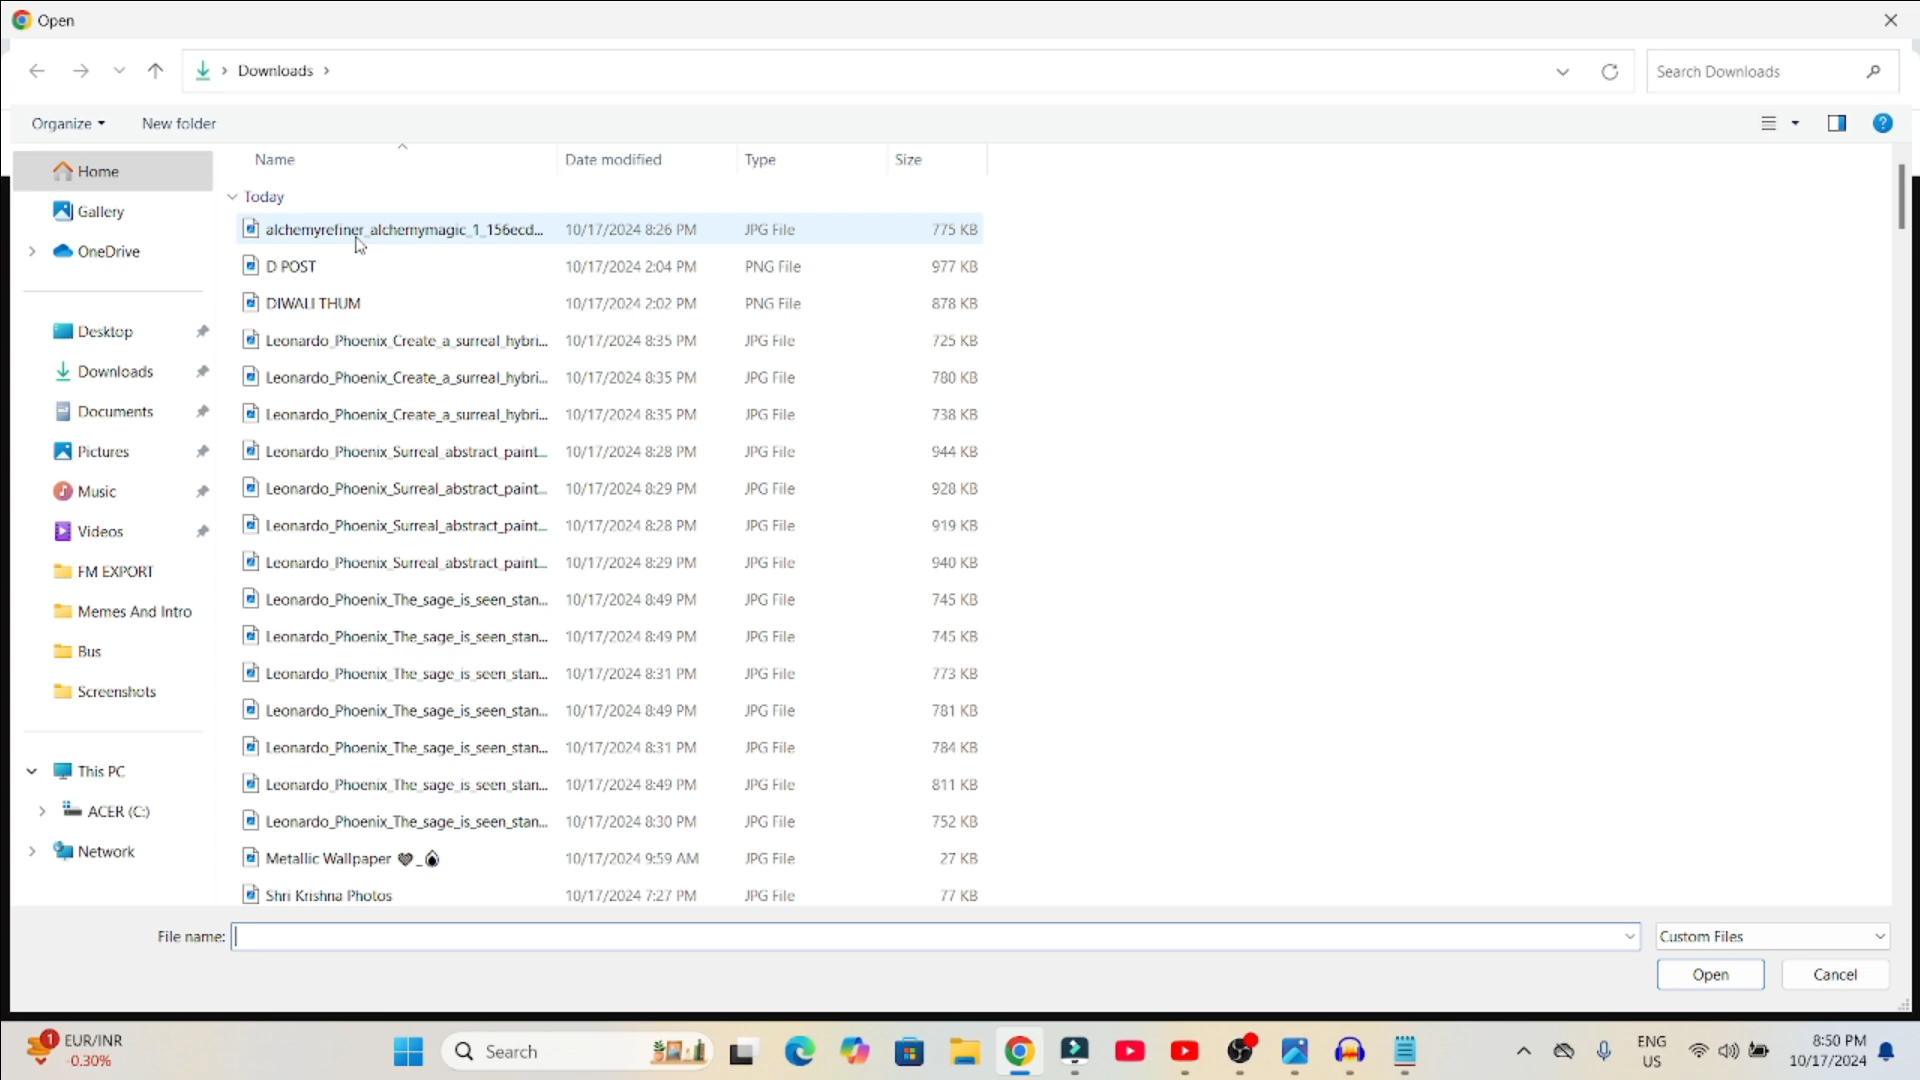 Open
Downloads
Search Downloads
Organize
New folder
Name
Date modified
Type
Size
Home
Gallery
OneDrive
Desktop
Downloads
Documents
Pictures
Music
Videos
FM EXPORT
Memes And Intro
Bus
Screenshots
This PC
ACER (C:)
Network
Today
alchemyrefiner_alchemymagic_1_156ecd... 10/17/2024 8:26 PM JPG File 775 KB
D POST 10/17/2024 2:04 PM PNG File 977 KB
DIWALI THUM 10/17/2024 2:02 PM PNG File 878 KB
Leonardo_Phoenix_Create_a_surreal_hybri... 10/17/2024 8:35 PM JPG File 725 KB
Leonardo_Phoenix_Create_a_surreal_hybri... 10/17/2024 8:35 PM JPG File 780 KB
Leonardo_Phoenix_Create_a_surreal_hybri... 10/17/2024 8:35 PM JPG File 738 KB
Leonardo_Phoenix_Surreal_abstract_paint... 10/17/2024 8:28 PM JPG File 944 KB
Leonardo_Phoenix_Surreal_abstract_paint... 10/17/2024 8:29 PM JPG File 928 KB
Leonardo_Phoenix_Surreal_abstract_paint... 10/17/2024 8:28 PM JPG File 919 KB
Leonardo_Phoenix_Surreal_abstract_paint... 10/17/2024 8:29 PM JPG File 940 KB
Leonardo_Phoenix_The_sage_is_seen_stan... 10/17/2024 8:49 PM JPG File 745 KB
Leonardo_Phoenix_The_sage_is_seen_stan... 10/17/2024 8:49 PM JPG File 745 KB
Leonardo_Phoenix_The_sage_is_seen_stan... 10/17/2024 8:31 PM JPG File 773 KB
Leonardo_Phoenix_The_sage_is_seen_stan... 10/17/2024 8:49 PM JPG File 781 KB
Leonardo_Phoenix_The_sage_is_seen_stan... 10/17/2024 8:31 PM JPG File 784 KB
Leonardo_Phoenix_The_sage_is_seen_stan... 10/17/2024 8:49 PM JPG File 811 KB
Leonardo_Phoenix_The_sage_is_seen_stan... 10/17/2024 8:30 PM JPG File 752 KB
Metallic Wallpaper 🖤_💧 10/17/2024 9:59 AM JPG File 27 KB
Shri Krishna Photos 10/17/2024 7:27 PM JPG File 77 KB
File name:
Custom Files
Open
Cancel
1
EUR/INR
-0.30%
Search
ENG
US
8:50 PM
10/17/2024